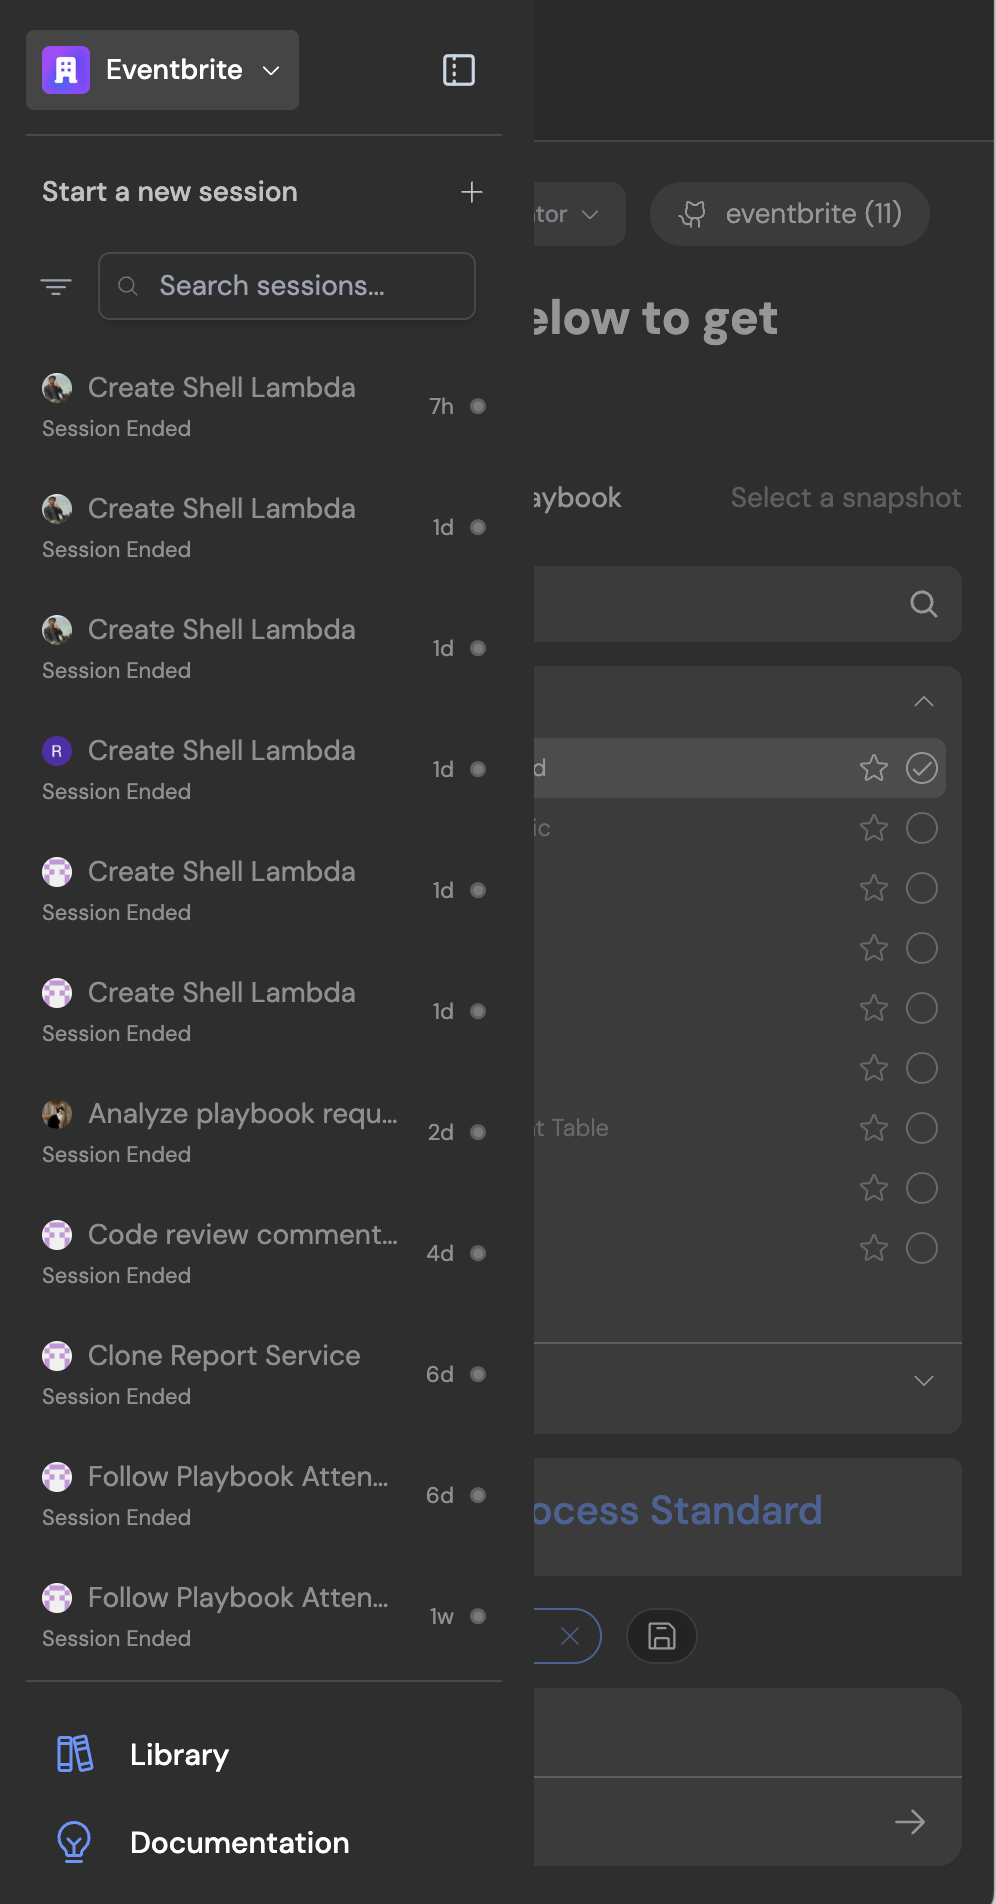 Eventbrite
Start a new session
Search sessions...
Create Shell Lambda
7h
Session Ended
Create Shell Lambda
1d
Session Ended
Create Shell Lambda
1d
Session Ended
R
Create Shell Lambda
1d
Session Ended
Create Shell Lambda
1d
Session Ended
Create Shell Lambda
1d
Session Ended
Analyze playbook requ...
2d
Session Ended
Code review comment...
4d
Session Ended
Clone Report Service
6d
Session Ended
Follow Playbook Atten...
6d
Session Ended
Follow Playbook Atten...
1w
Session Ended
Library
Documentation
tor
eventbrite (11)
elow to get
aybook
Select a snapshot
d
ic
t Table
ocess Standard